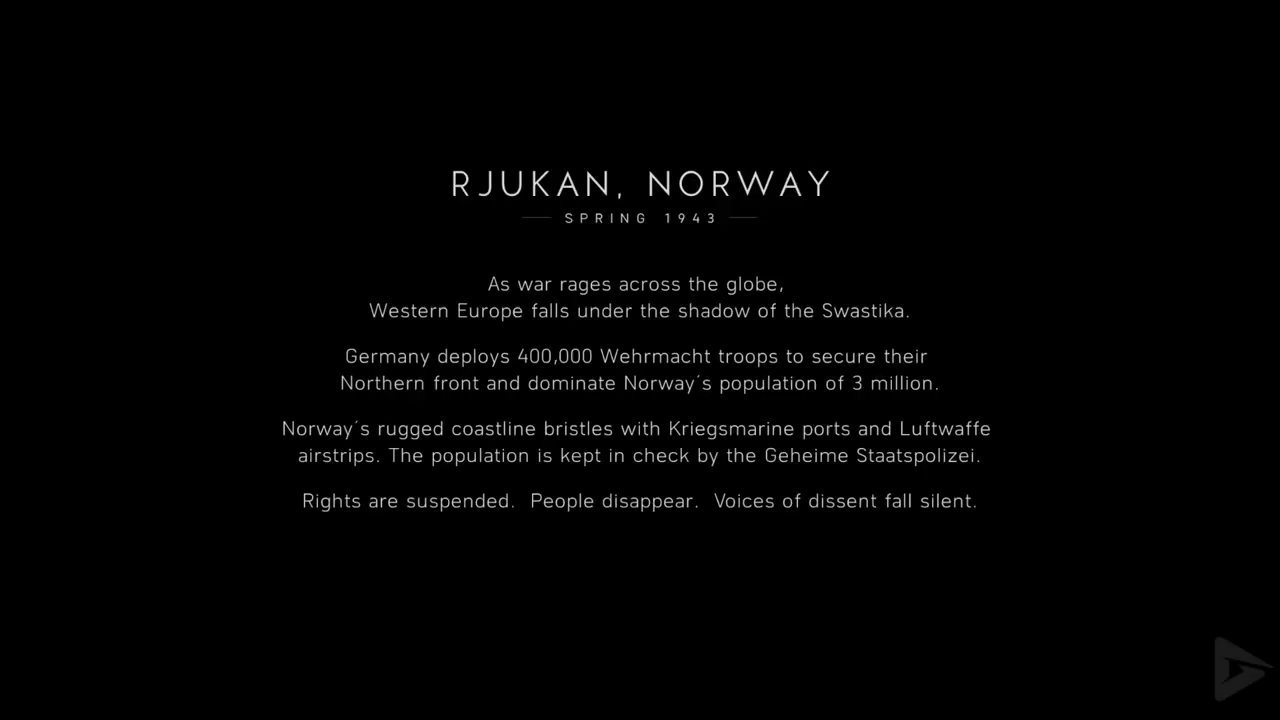 RJUKAN, NORWAY
SPRING 1943
As war rages across the globe,
Western Europe falls under the shadow of the Swastika.
Germany deploys 400,000 Wehrmacht troops to secure their
Northern front and dominate Norway´s population of 3 million.
Norway´s rugged coastline bristles with Kriegsmarine ports and Luftwaffe
airstrips. The population is kept in check by the Geheime Staatspolizei.
Rights are suspended. People disappear. Voices of dissent fall silent.